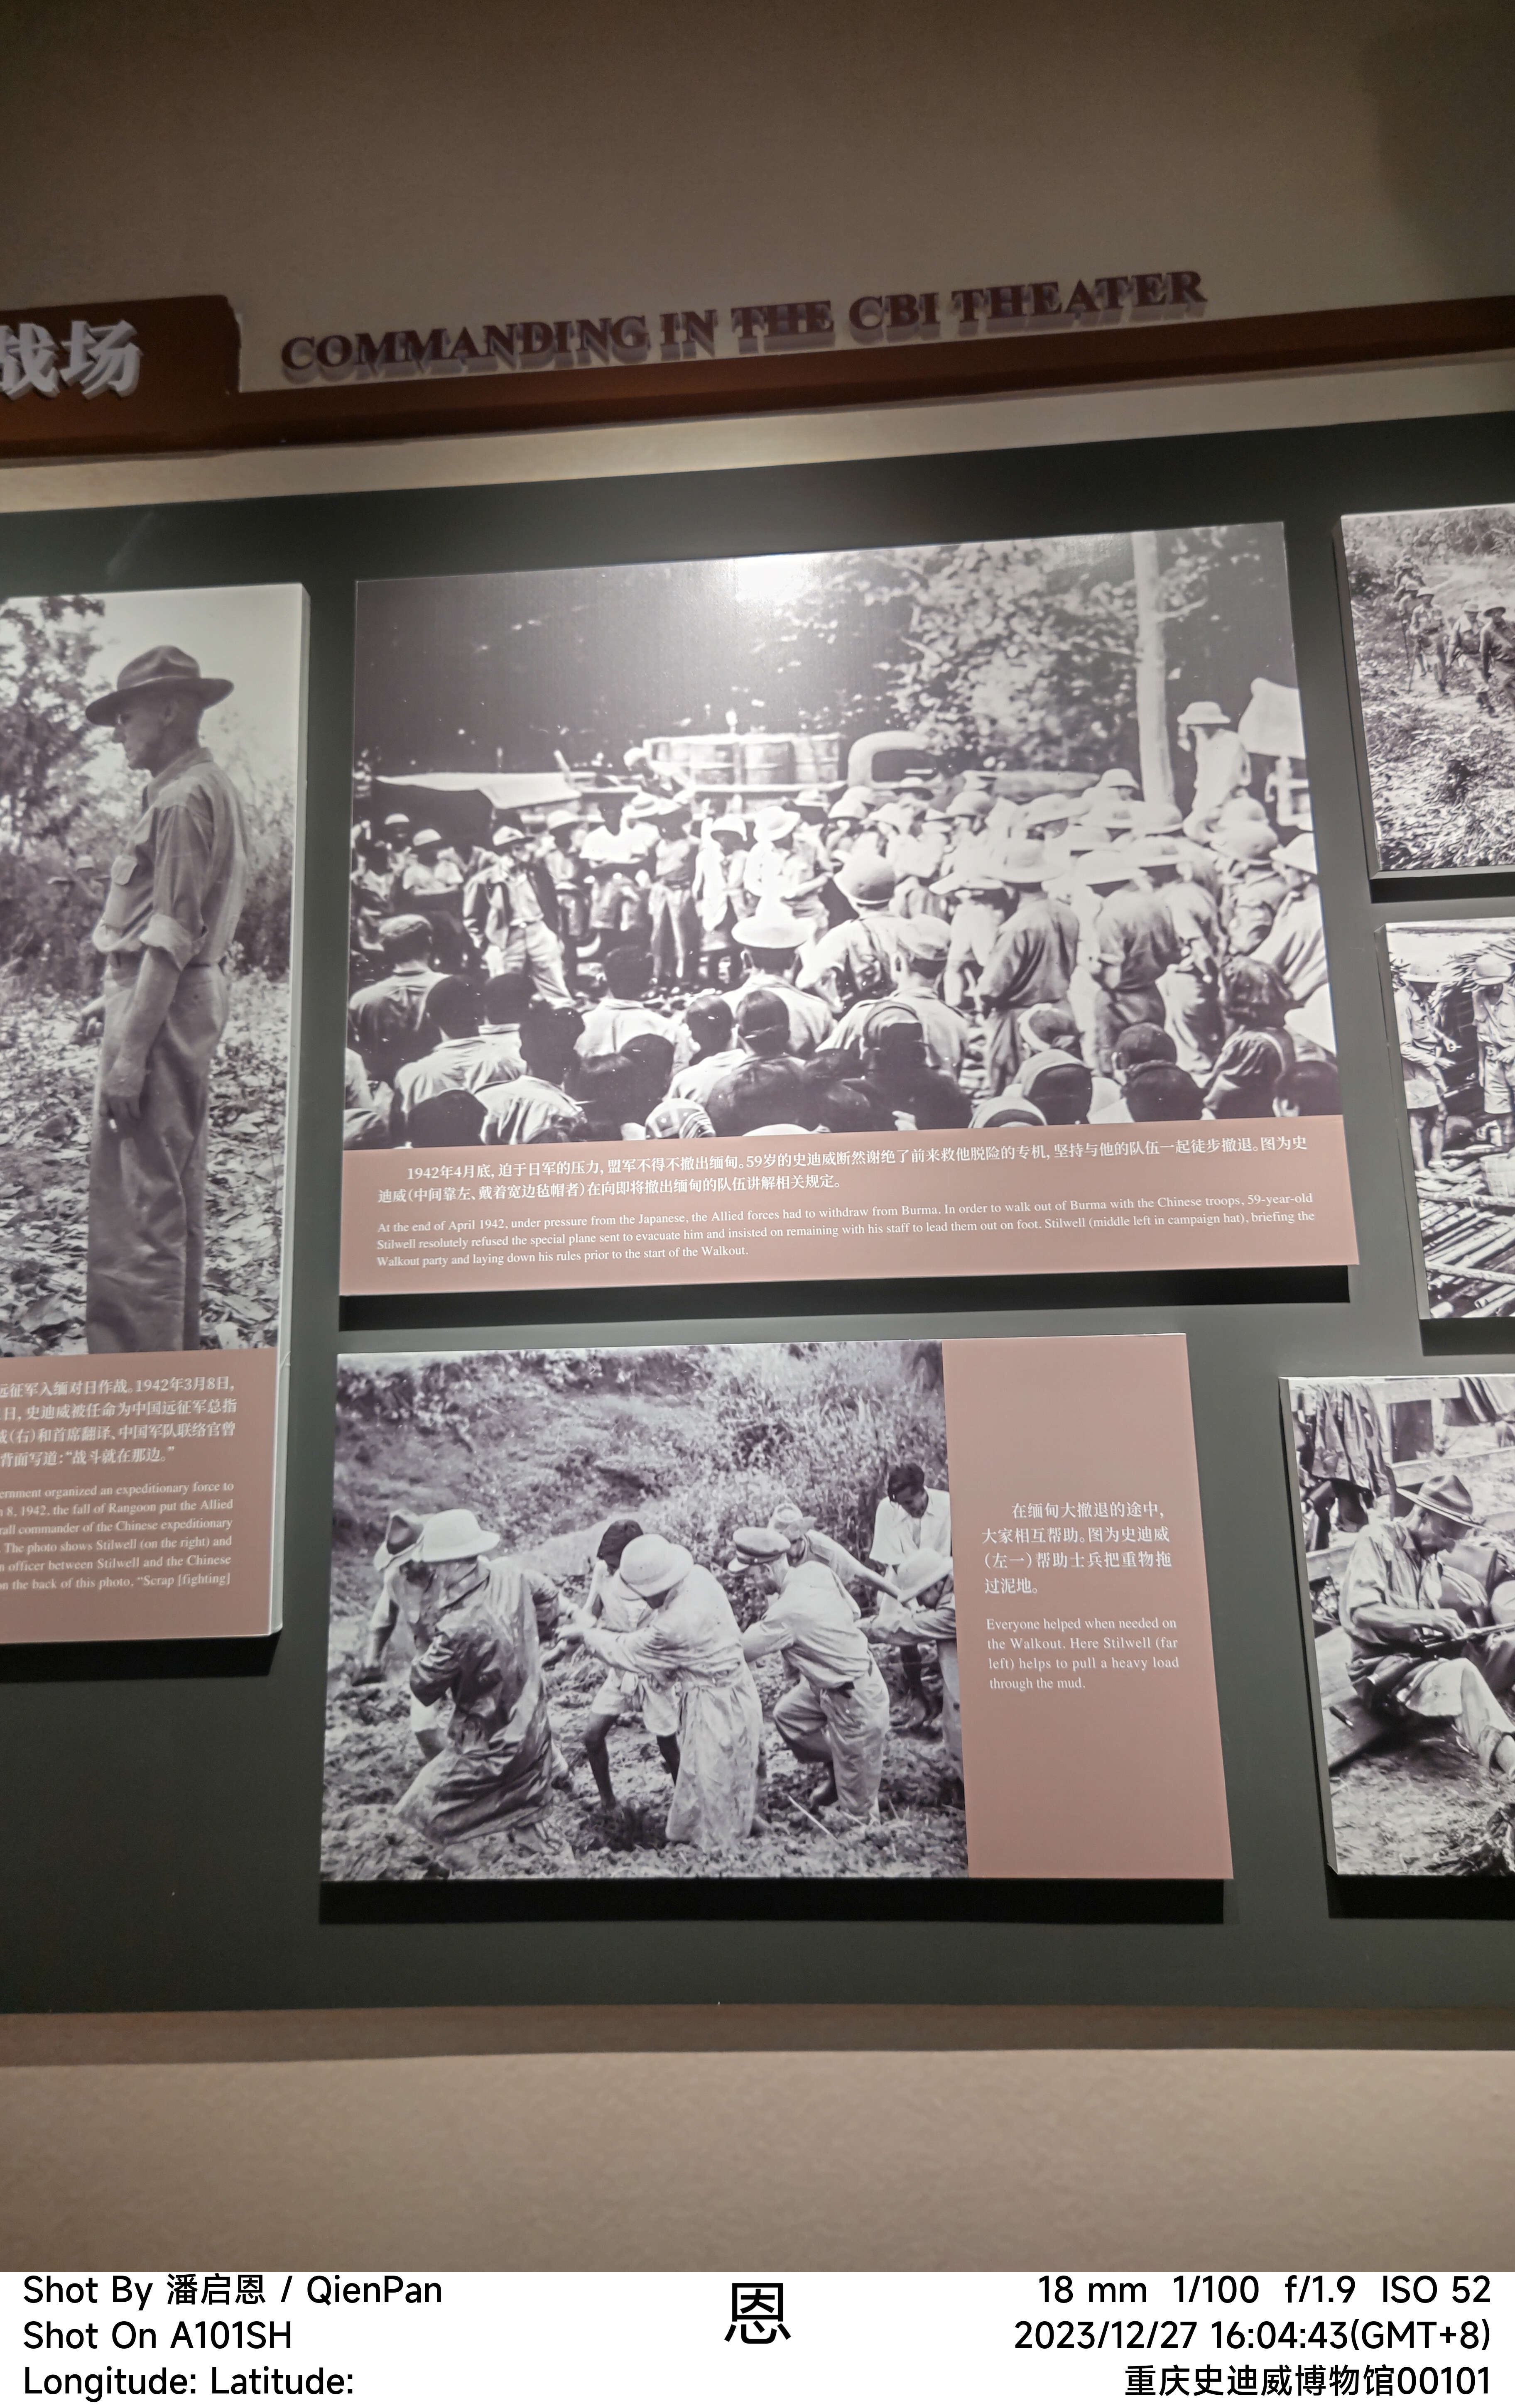 战场
COMMANDING IN THE CBI THEATER
远征军入缅对日作战。1942年3月8日,
日, 史迪威被任命为中国远征军总指
威(右)和首席翻译、中国军队联络官曾
背面写道:“战斗就在那边。”
ernment organized an expeditionary force to
8, 1942, the fall of Rangoon put the Allied
rall commander of the Chinese expeditionary
The photo shows Stilwell (on the right) and
n officer between Stilwell and the Chinese
n the back of this photo, “Scrap [fighting]
1942年4月底, 迫于日军的压力, 盟军不得不撤出缅甸。59岁的史迪威断然谢绝了前来救他脱险的专机, 坚持与他的队伍一起徒步撤退。图为史
迪威(中间靠左、戴着宽边毡帽者)在向即将撤出缅甸的队伍讲解相关规定。
At the end of April 1942, under pressure from the Japanese, the Allied forces had to withdraw from Burma. In order to walk out of Burma with the Chinese troops, 59-year-old
Stilwell resolutely refused the special plane sent to evacuate him and insisted on remaining with his staff to lead them out on foot. Stilwell (middle left in campaign hat), briefing the
Walkout party and laying down his rules prior to the start of the Walkout.
在缅甸大撤退的途中,
大家相互帮助。图为史迪威
(左一)帮助士兵把重物拖
过泥地。
Everyone helped when needed on
the Walkout. Here Stilwell (far
left) helps to pull a heavy load
through the mud.
Shot By 潘启恩 / QienPan
Shot On A101SH
Longitude: Latitude:
恩
18 mm 1/100 f/1.9 ISO 52
2023/12/27 16:04:43(GMT+8)
重庆史迪威博物馆00101